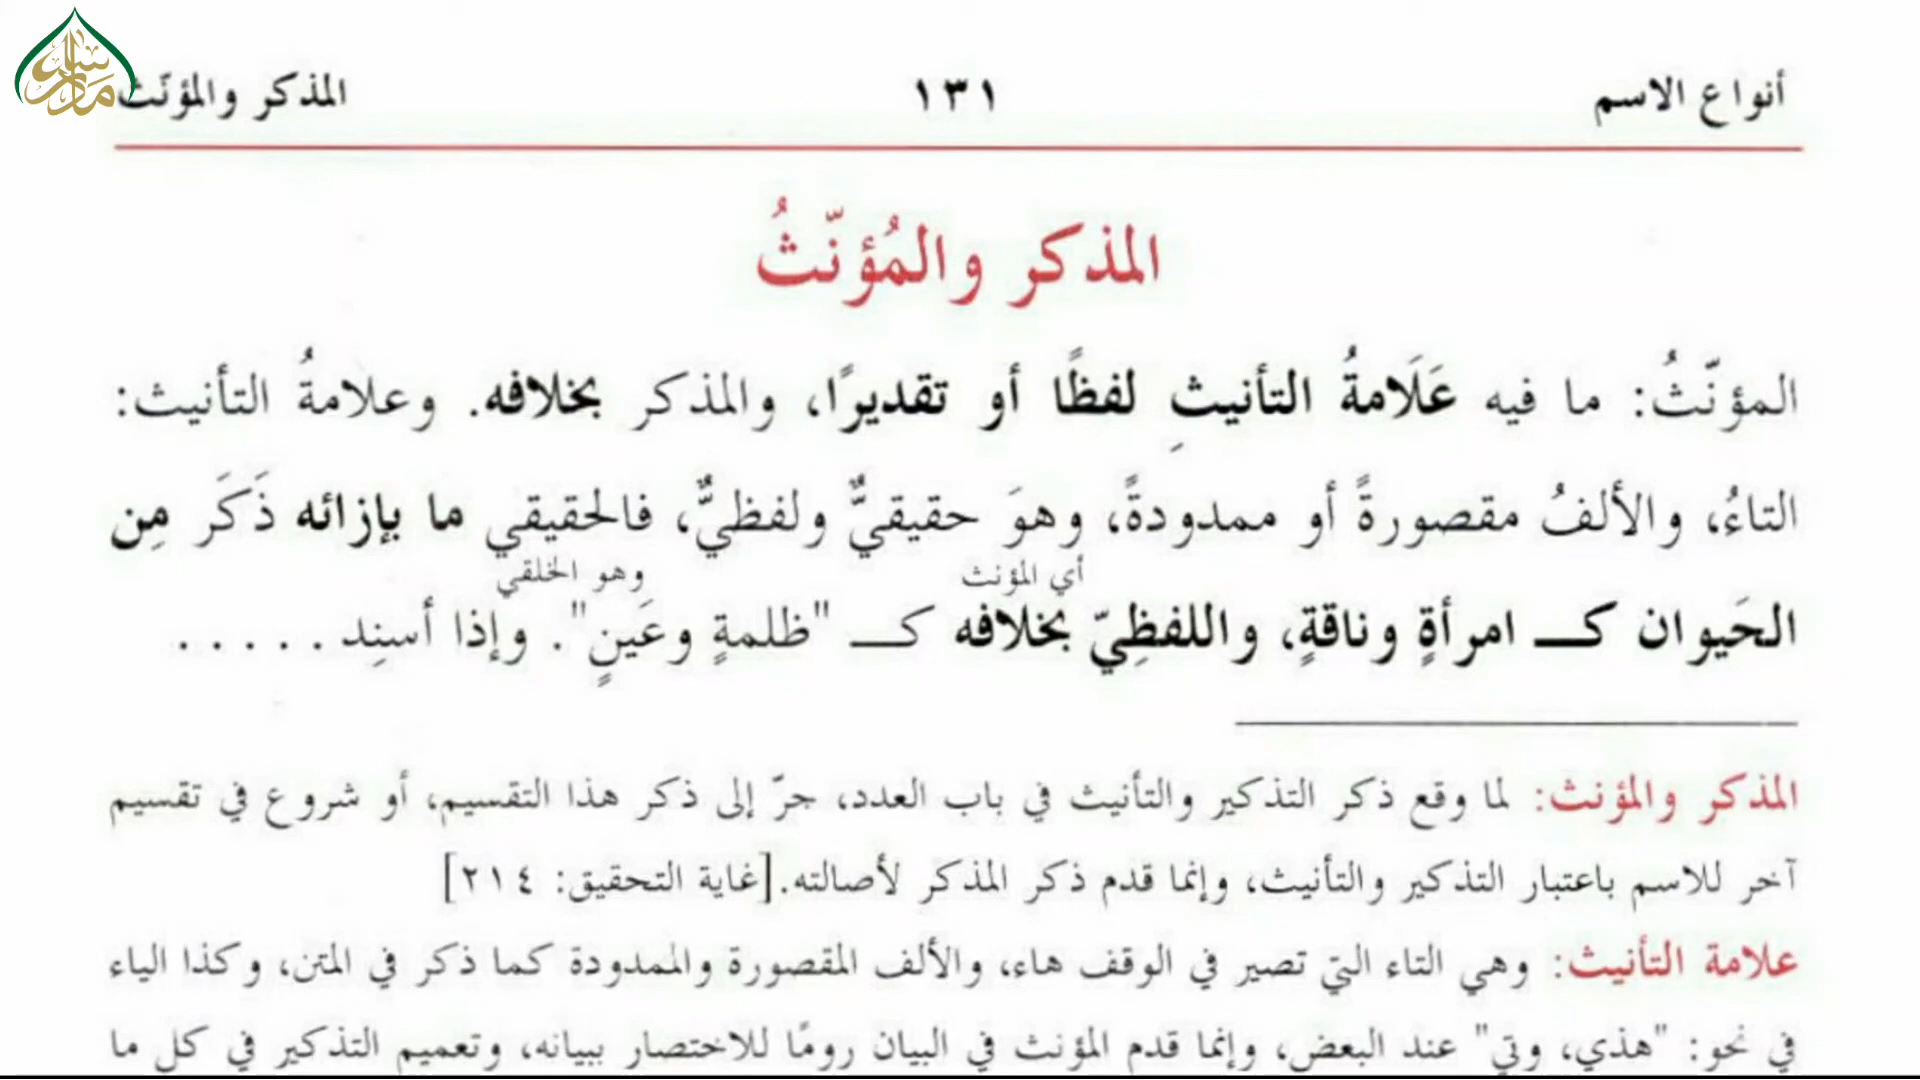 أنواع الاسم ١٣١ المذكر والمؤنّث
المذكر والمُؤنّثُ
المؤنّثُ: ما فيه عَلَامةُ التأنيثِ لفظًا أو تقديرًا، والمذكر بخلافه. وعلامةُ التأنيث:
التاءُ، والألفُ مقصورةً أو ممدودةً، وهوَ حقيقيٌّ ولفظيٌّ، فالحقيقي ما بإزائه ذَكَر مِن
أي المؤنث وهو الخلقي
الحَيوان كـ امرأةٍ وناقةٍ، واللفظِيّ بخلافه كـ "ظلمةٍ وعَينٍ". وإذا أسنِد . . . . .
المذكر والمؤنث: لما وقع ذكر التذكير والتأنيث في باب العدد، جرّ إلى ذكر هذا التقسيم، أو شروع في تقسيم
آخر للاسم باعتبار التذكير والتأنيث، وإنما قدم ذكر المذكر لأصالته.[غاية التحقيق: ٢١٤]
علامة التأنيث: وهي التاء التي تصير في الوقف هاء، والألف المقصورة والممدودة كما ذكر في المتن، وكذا الياء
في نحو: "هذي، وتي" عند البعض، وإنما قدم المؤنث في البيان رومًا للاختصار ببيانه، وتعميم التذكير في كل ما